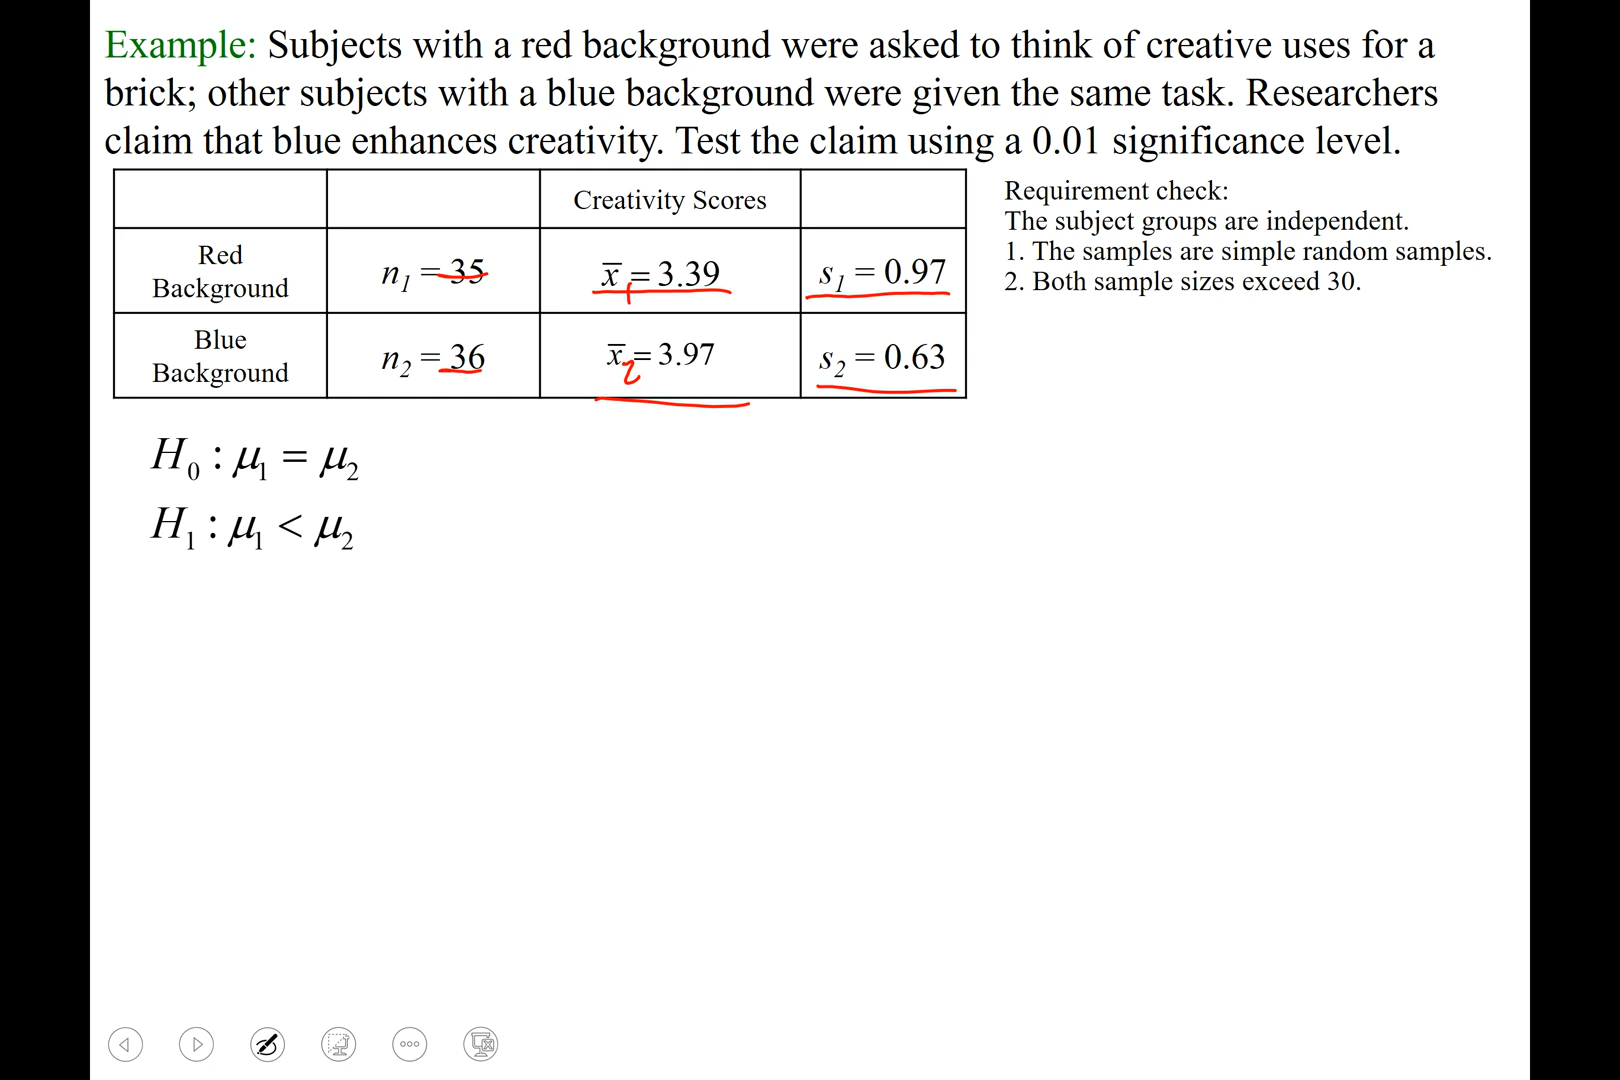 Example: Subjects with a red background were asked to think of creative uses for a
brick; other subjects with a blue background were given the same task. Researchers
claim that blue enhances creativity. Test the claim using a 0.01 significance level.
Creativity Scores
Red
Background
n₁ = 35
x̄₁ = 3.39
s₁ = 0.97
Blue
Background
n₂ = 36
x̄₂ = 3.97
s₂ = 0.63
Requirement check:
The subject groups are independent.
1. The samples are simple random samples.
2. Both sample sizes exceed 30.
H₀ : μ₁ = μ₂
H₁ : μ₁ < μ₂